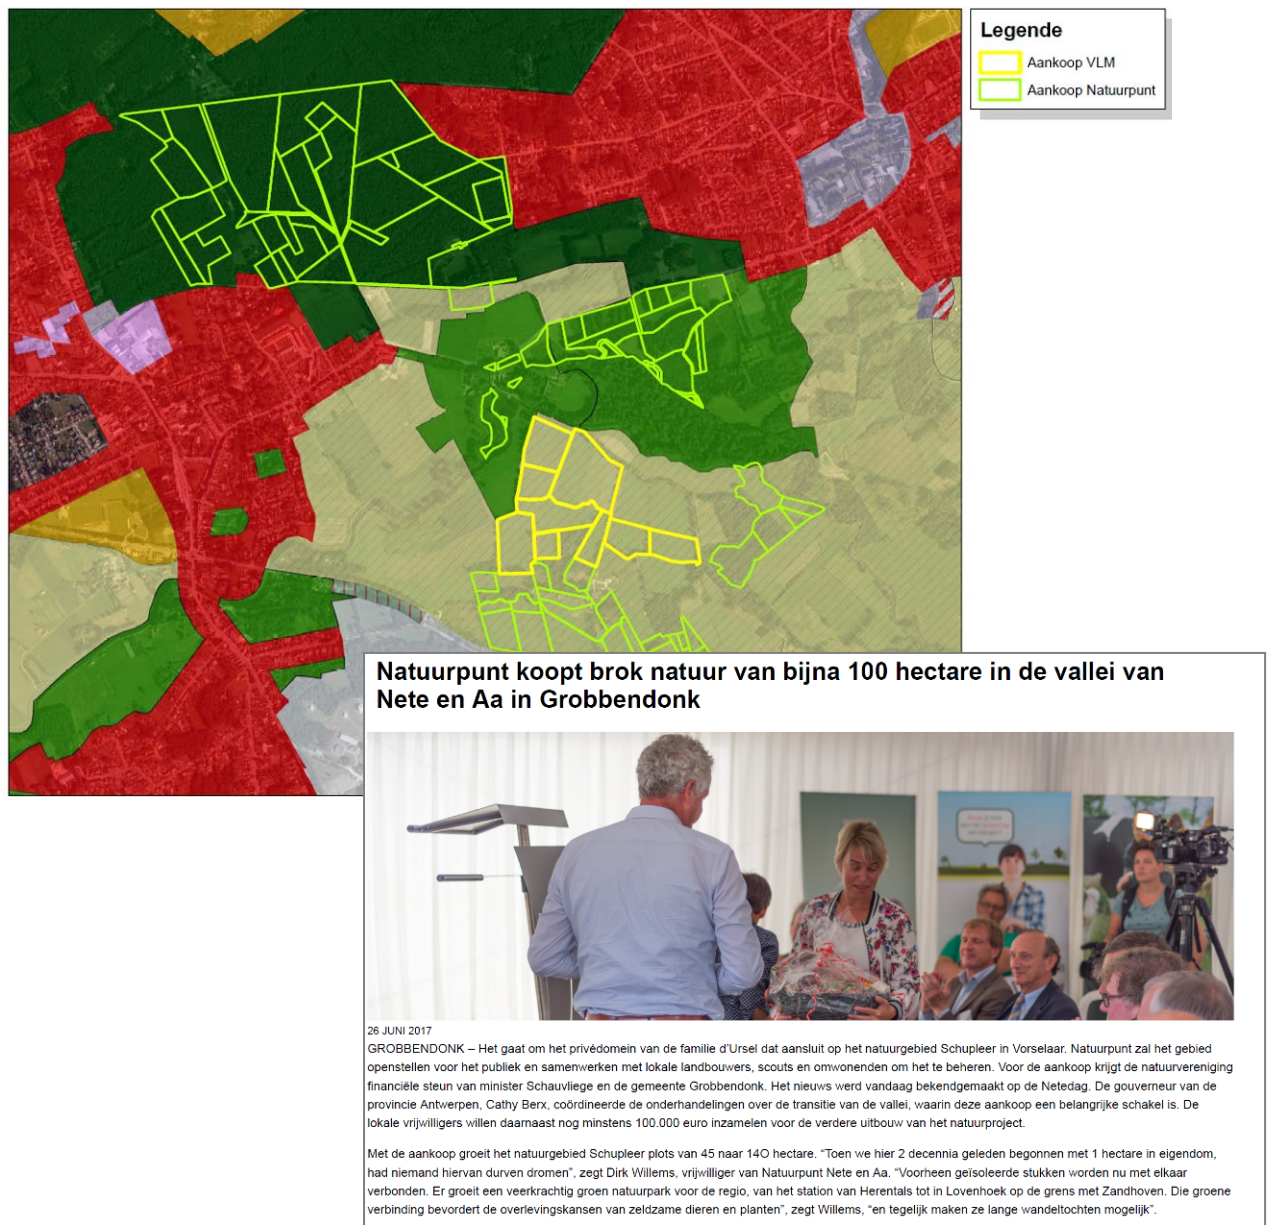 Legende
Aankoop VLM
Aankoop Natuurpunt
Natuurpunt koopt brok natuur van bijna 100 hectare in de vallei van
Nete en Aa in Grobbendonk
26 JUNI 2017
GROBBENDONK – Het gaat om het privédomein van de familie d'Ursel dat aansluit op het natuurgebied Schupleer in Vorselaar. Natuurpunt zal het gebied
openstellen voor het publiek en samenwerken met lokale landbouwers, scouts en omwonenden om het te beheren. Voor de aankoop krijgt de natuurvereniging
financiële steun van minister Schauvliege en de gemeente Grobbendonk. Het nieuws werd vandaag bekendgemaakt op de Netedag. De gouverneur van de
provincie Antwerpen, Cathy Berx, coördineerde de onderhandelingen over de transitie van de vallei, waarin deze aankoop een belangrijke schakel is. De
lokale vrijwilligers willen daarnaast nog minstens 100.000 euro inzamelen voor de verdere uitbouw van het natuurproject.
Met de aankoop groeit het natuurgebied Schupleer plots van 45 naar 14O hectare. “Toen we hier 2 decennia geleden begonnen met 1 hectare in eigendom,
had niemand hiervan durven dromen”, zegt Dirk Willems, vrijwilliger van Natuurpunt Nete en Aa. “Voorheen geïsoleerde stukken worden nu met elkaar
verbonden. Er groeit een veerkrachtig groen natuurpark voor de regio, van het station van Herentals tot in Lovenhoek op de grens met Zandhoven. Die groene
verbinding bevordert de overlevingskansen van zeldzame dieren en planten”, zegt Willems, “en tegelijk maken ze lange wandeltochten mogelijk”.